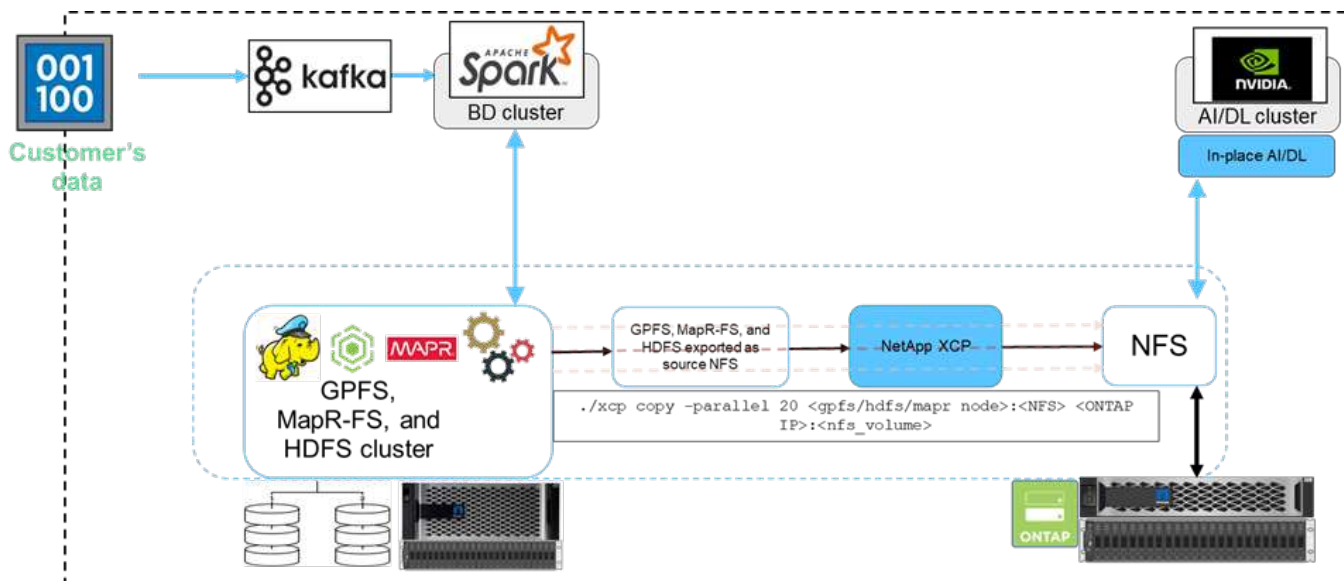 001
100
Customer's
data
kafka
APACHE
Spark
BD cluster
NVIDIA.
AI/DL cluster
In-place AI/DL
MAPR
GPFS,
MapR-FS, and
HDFS cluster
GPFS, MapR-FS, and
HDFS exported as
source NFS
NetApp XCP
NFS
./xcp copy -parallel 20 <gpfs/hdfs/mapr node>:<NFS> <ONTAP
IP>:<nfs_volume>
ONTAP